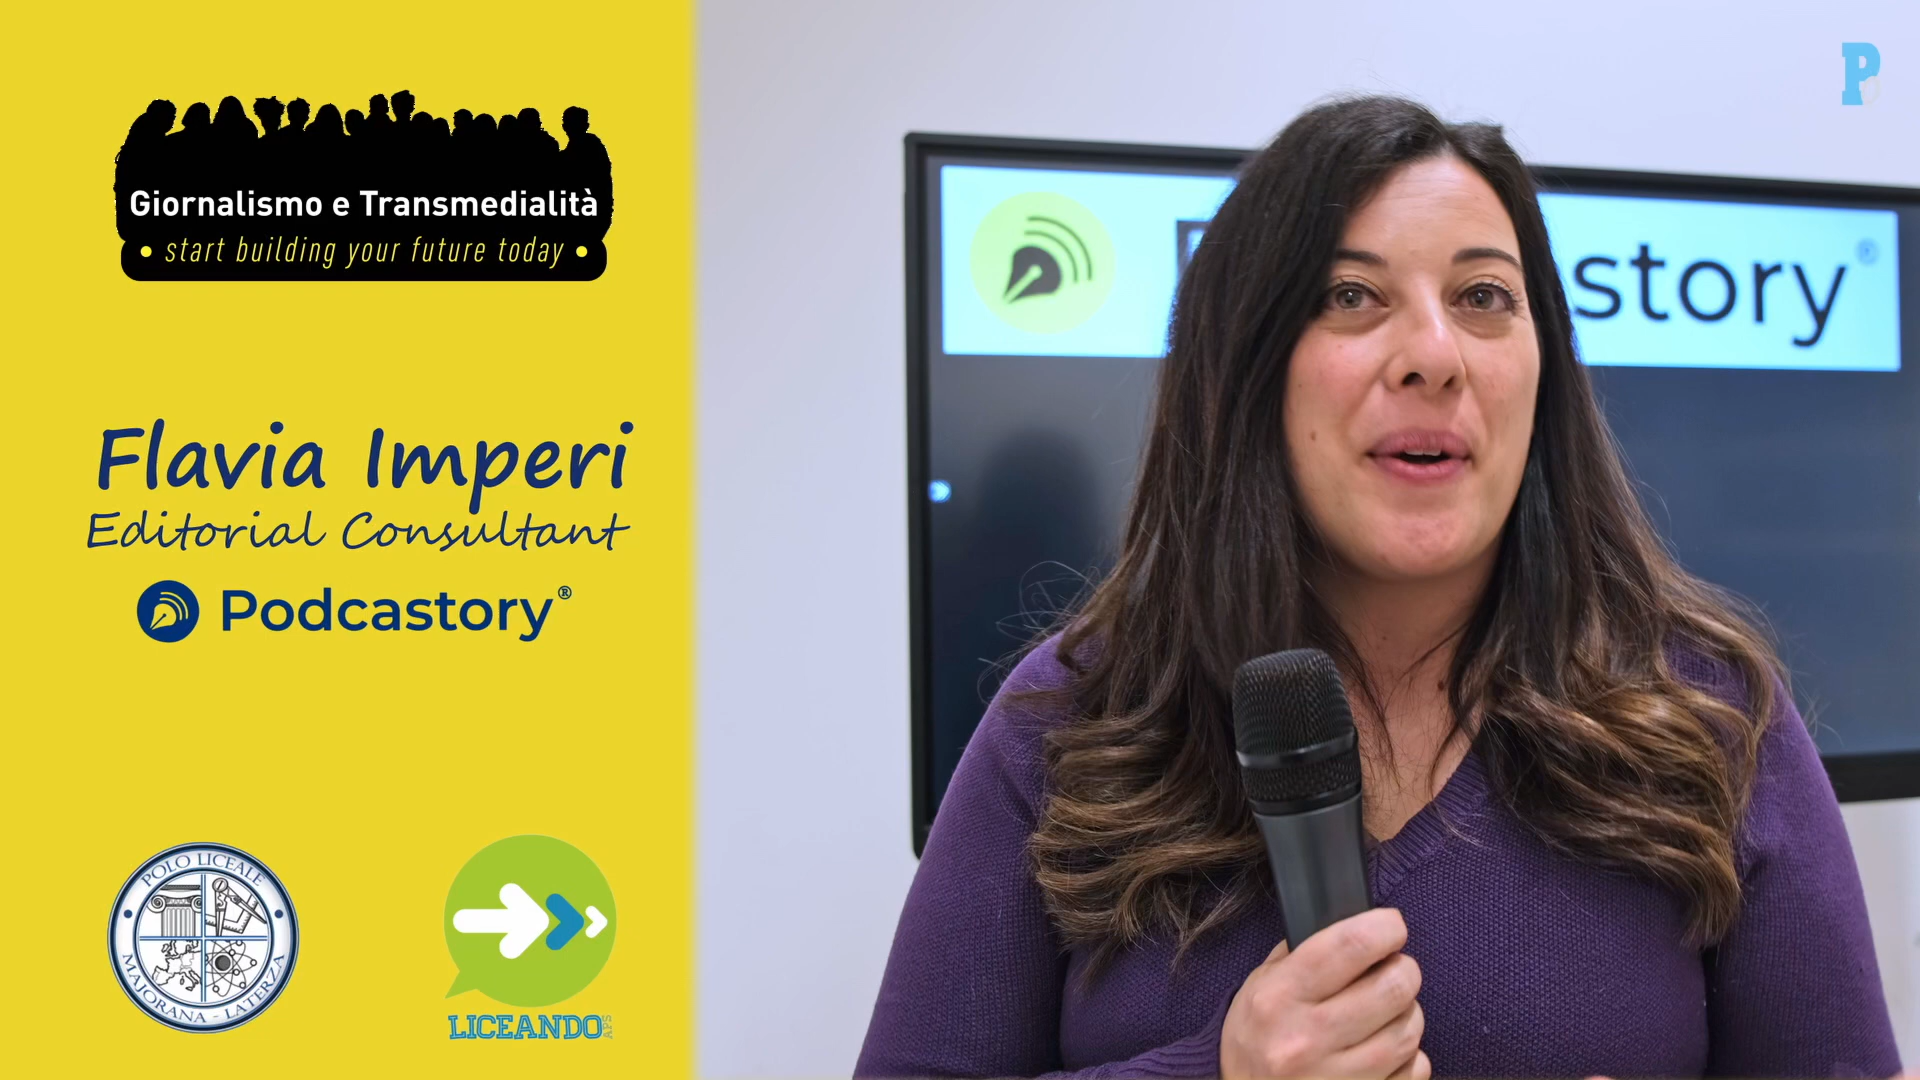 Giornalismo e Transmedialità
• start building your future today •
Flavia Imperi
Editorial Consultant
Podcastory®
POLO LICEALE
MAJORANA - LATERZA
LICEANDO APS
story®
P